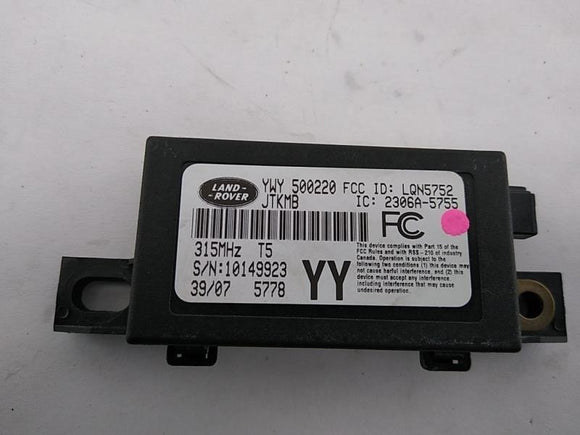 LAND-
-ROVER
YWY 500220 FCC ID: LQN5752
JTKMB IC: 2306A-5755
FC
315MHz T5
S/N:10149923
39/07 5778
YY
This device complies with Part 15 of the
FCC Rules and with RSS-210 of industry
Canada. Operation is subject to the
following two conditions (1) this device may
not cause harmful interference, and (2) this
device must accept any interference,
including interference that may cause
undesired operation.